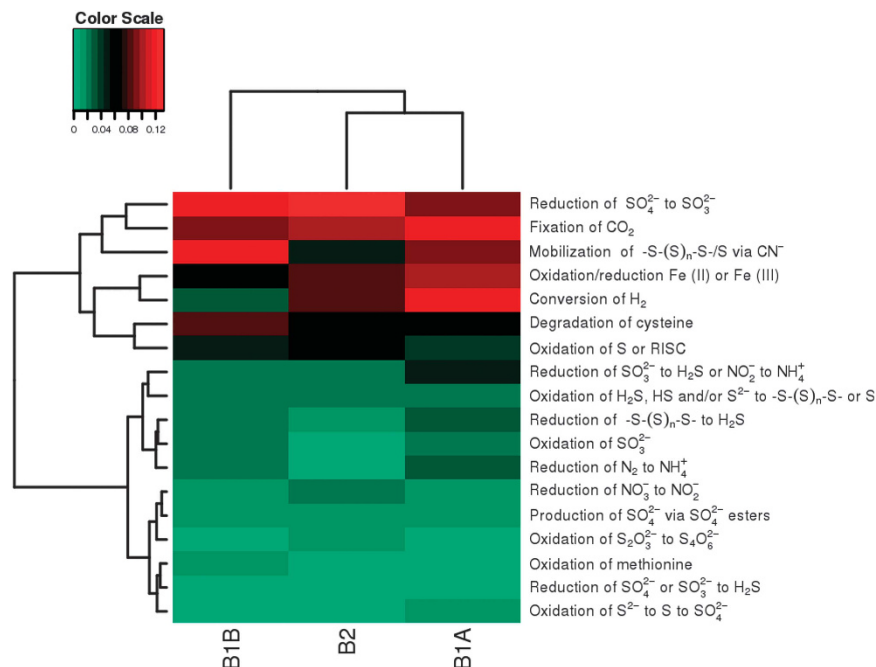 Color Scale
0 0.04 0.08 0.12
Reduction of SO₄²⁻ to SO₃²⁻
Fixation of CO₂
Mobilization of -S-(S)ₙ-S-/S via CN⁻
Oxidation/reduction Fe (II) or Fe (III)
Conversion of H₂
Degradation of cysteine
Oxidation of S or RISC
Reduction of SO₃²⁻ to H₂S or NO₂⁻ to NH₄⁺
Oxidation of H₂S, HS and/or S²⁻ to -S-(S)ₙ-S- or S
Reduction of -S-(S)ₙ-S- to H₂S
Oxidation of SO₃²⁻
Reduction of N₂ to NH₄⁺
Reduction of NO₃⁻ to NO₂⁻
Production of SO₄²⁻ via SO₄²⁻ esters
Oxidation of S₂O₃²⁻ to S₄O₆²⁻
Oxidation of methionine
Reduction of SO₄²⁻ or SO₃²⁻ to H₂S
Oxidation of S²⁻ to S to SO₄²⁻
B1B B2 B1A